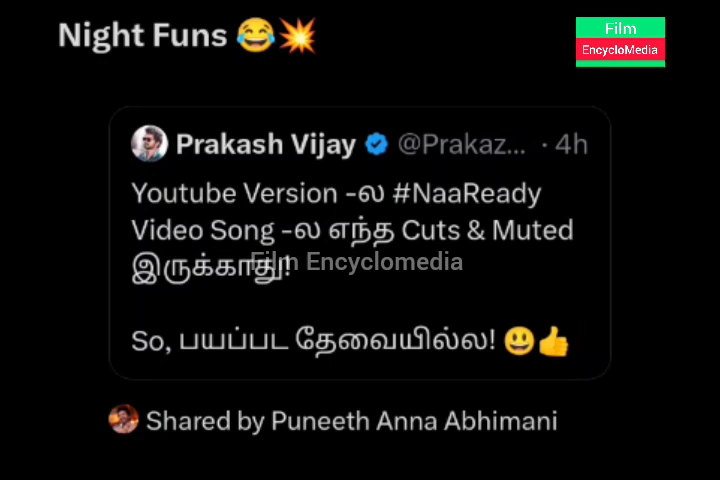 Night Funs 😂💥
Film
EncycloMedia
Prakash Vijay @Prakaz... · 4h
Youtube Version -ல #NaaReady
Video Song -ல எந்த Cuts & Muted
இருக்காது!
Film Encyclomedia
So, பயப்பட தேவையில்ல! 😃👍
Shared by Puneeth Anna Abhimani